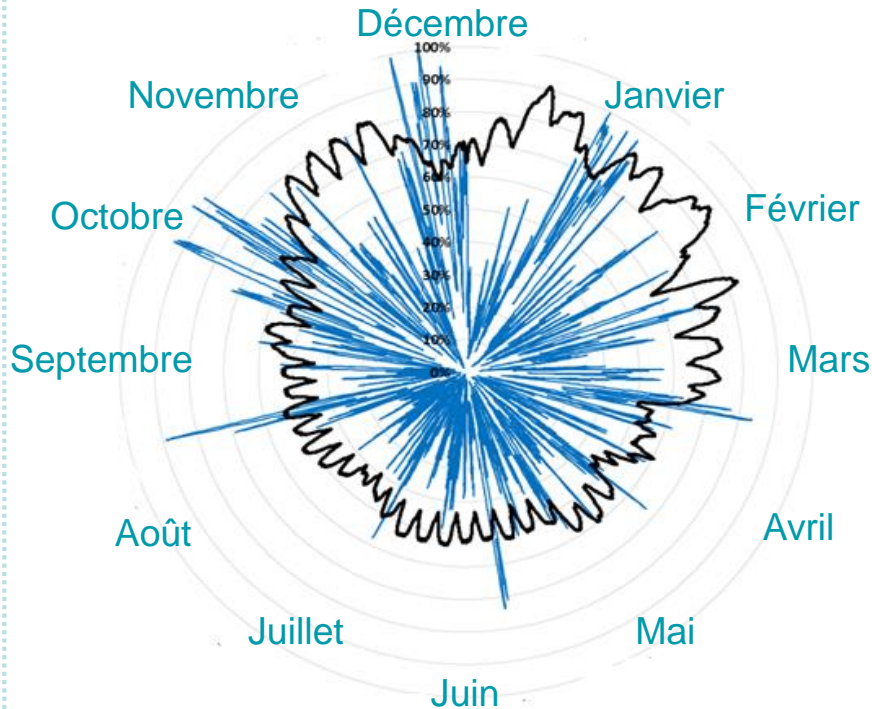 Décembre
100%
90%
Novembre
Janvier
80%
70%
60%
Octobre
Février
50%
40%
30%
20%
10%
Septembre
Mars
0%
Août
Avril
Juillet
Mai
Juin